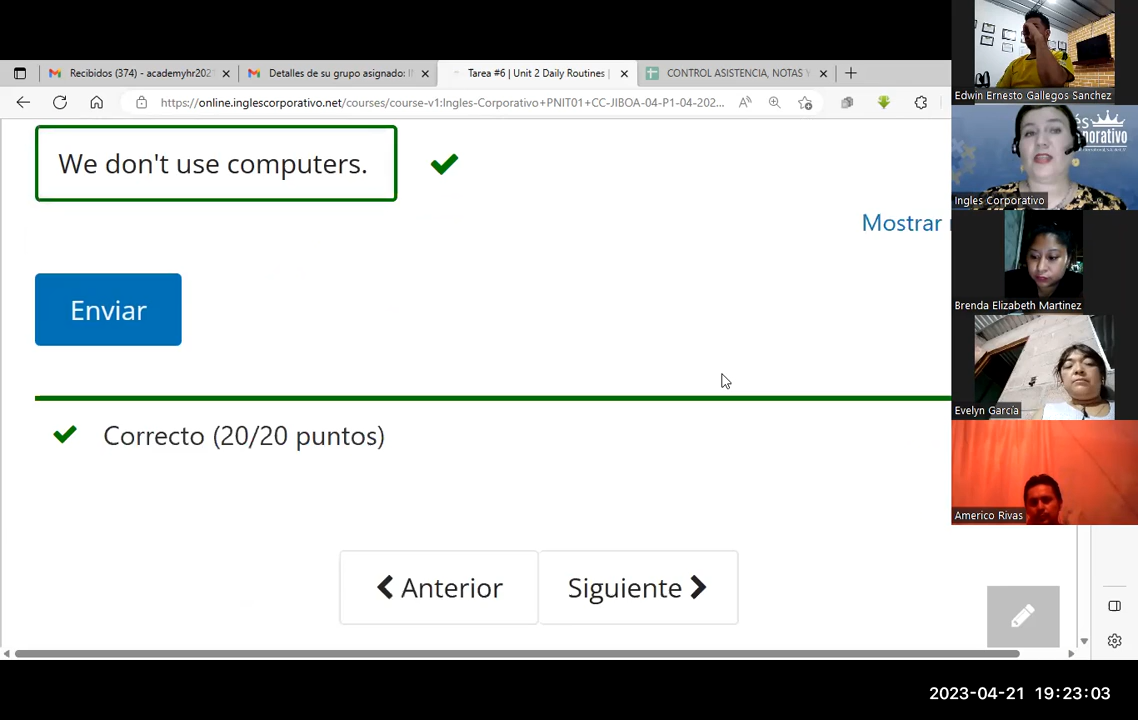 Recibidos (374) - academyhr202
Detalles de su grupo asignado: I
Tarea #6 | Unit 2 Daily Routines |
CONTROL ASISTENCIA, NOTAS
https://online.inglescorporativo.net/courses/course-v1:Ingles-Corporativo+PNIT01+CC-JIBOA-04-P1-04-202...
We don't use computers.
Mostrar
Enviar
Correcto (20/20 puntos)
Anterior
Siguiente
Edwin Ernesto Gallegos Sanchez
Ingles Corporativo
Brenda Elizabeth Martinez
Evelyn García
Americo Rivas
2023-04-21 19:23:03